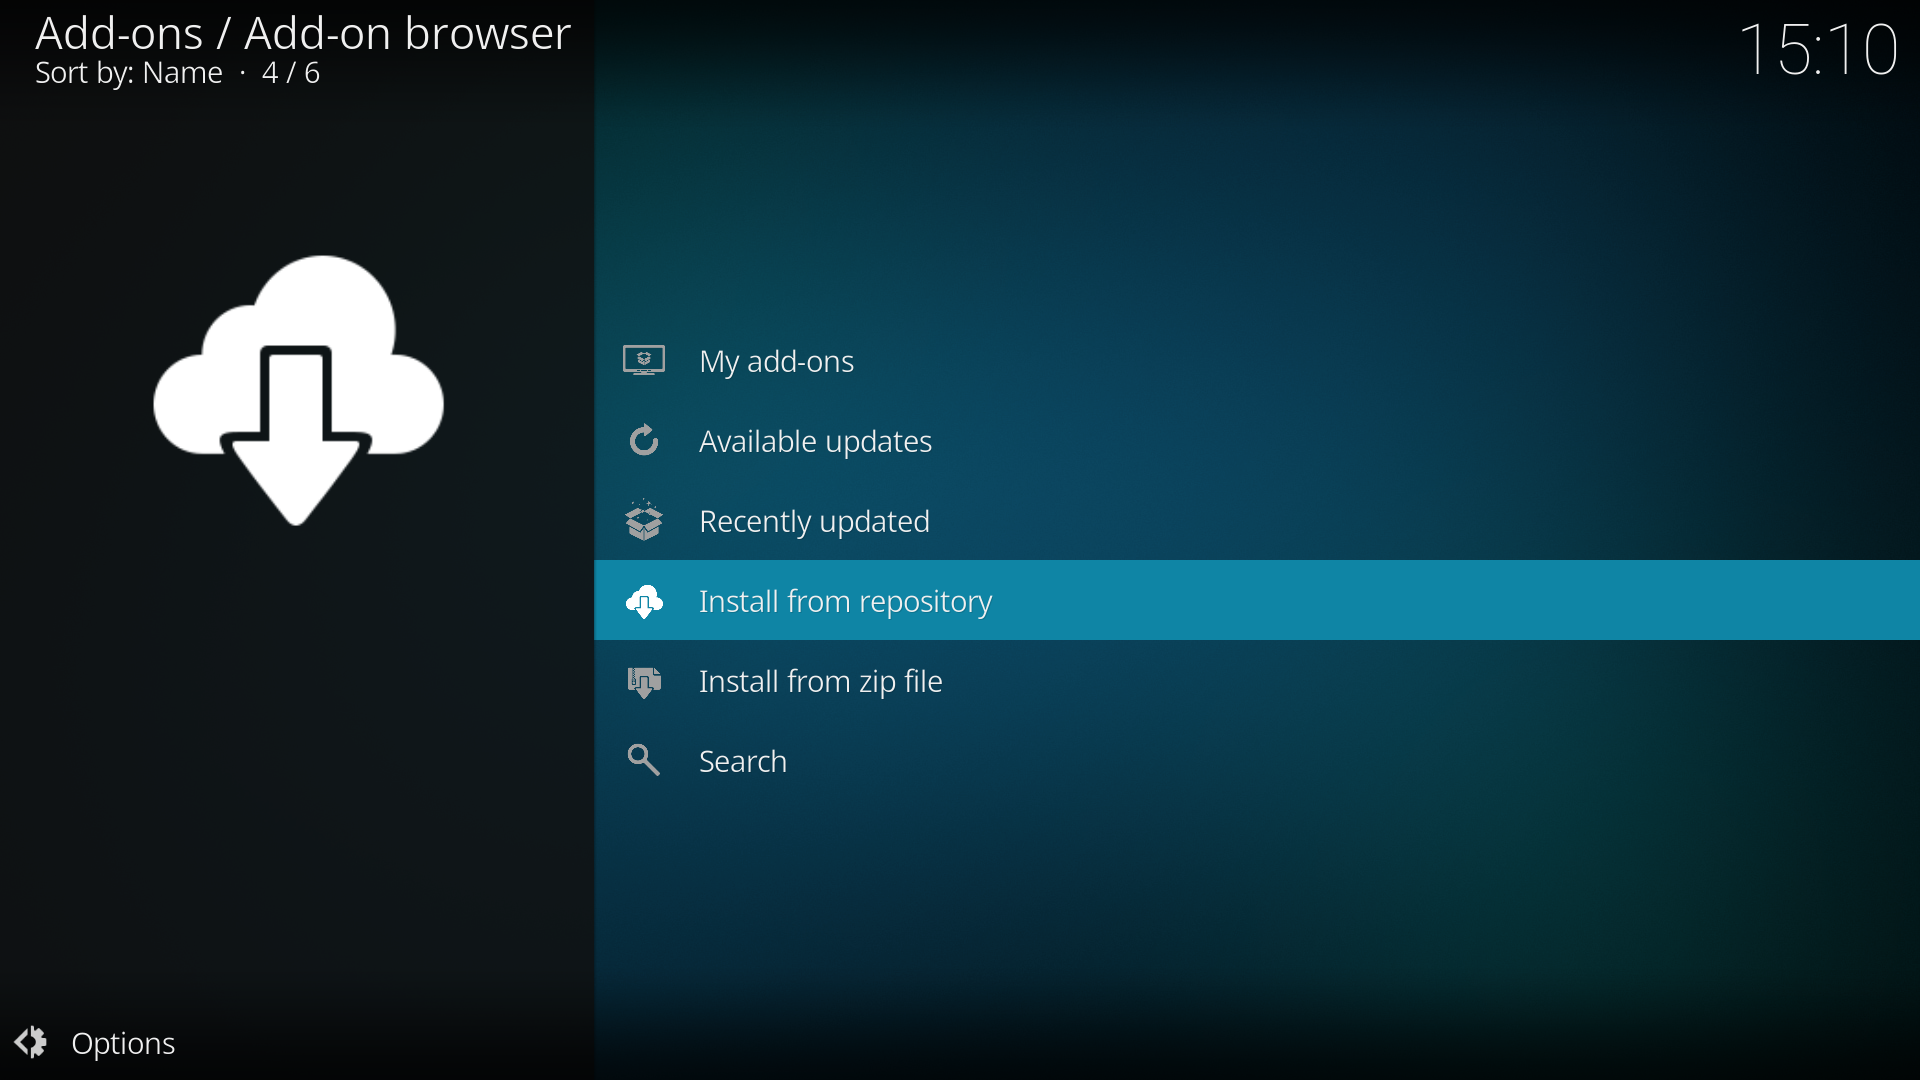 Add-ons / Add-on browser
Sort by: Name · 4 / 6
15:10
My add-ons
Available updates
Recently updated
Install from repository
Install from zip file
Search
Options